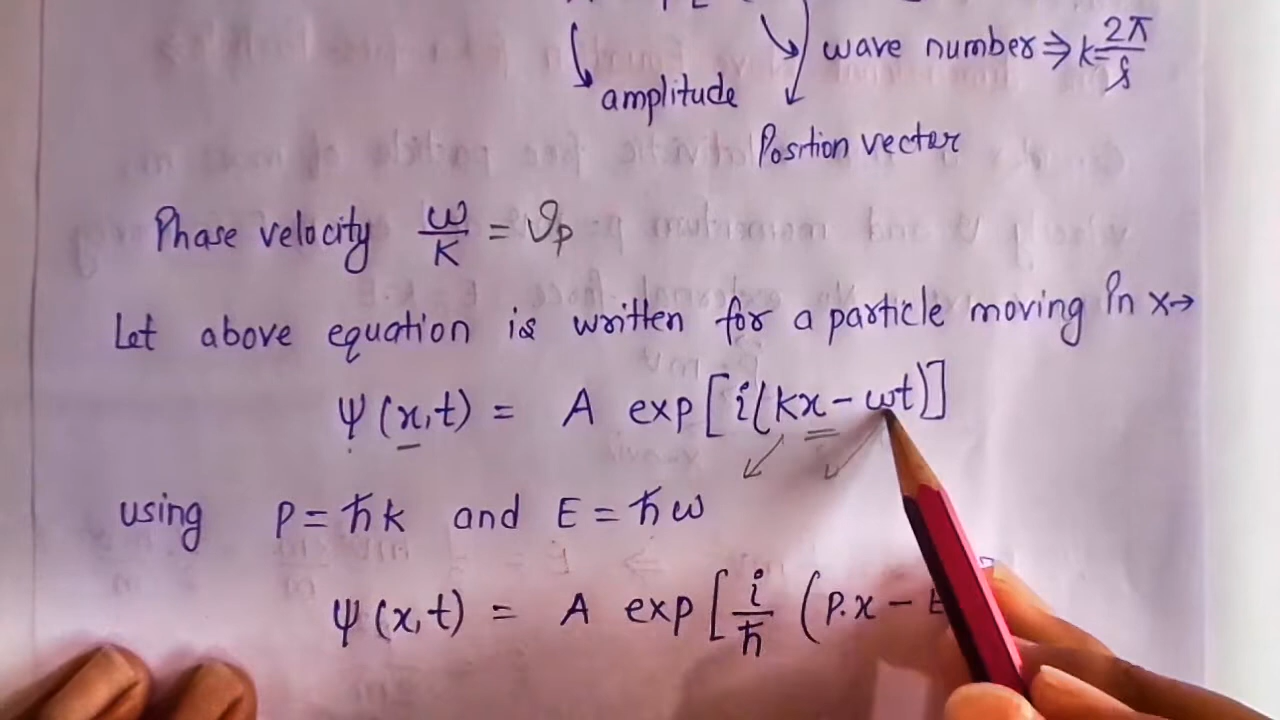 wave number ⇒ k = 2π/λ
amplitude
Position vector
Phase velocity ω/K = ϑp
Let above equation is written for a particle moving in x→
Ψ (x,t) = A exp[i(kx - ωt)]
using P = ħk and E = ħω
Ψ (x,t) = A exp[i/ħ (P.x - E